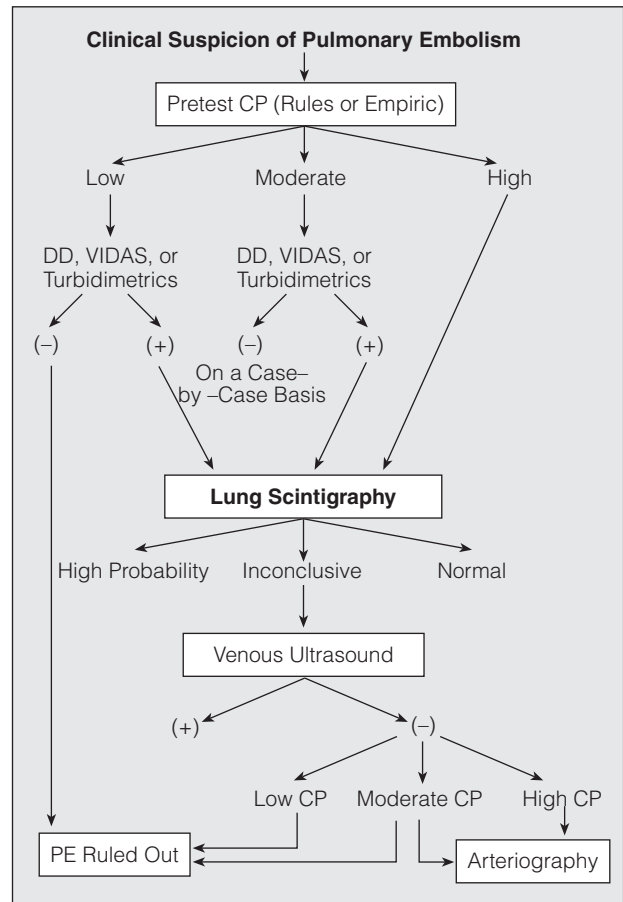 Clinical Suspicion of Pulmonary Embolism
Pretest CP (Rules or Empiric)
Low Moderate High
DD, VIDAS, or DD, VIDAS, or
Turbidimetrics Turbidimetrics
(–) (+) (–) (+)
On a Case–
by –Case Basis
Lung Scintigraphy
High Probability Inconclusive Normal
Venous Ultrasound
(+) (–)
Low CP Moderate CP High CP
PE Ruled Out Arteriography